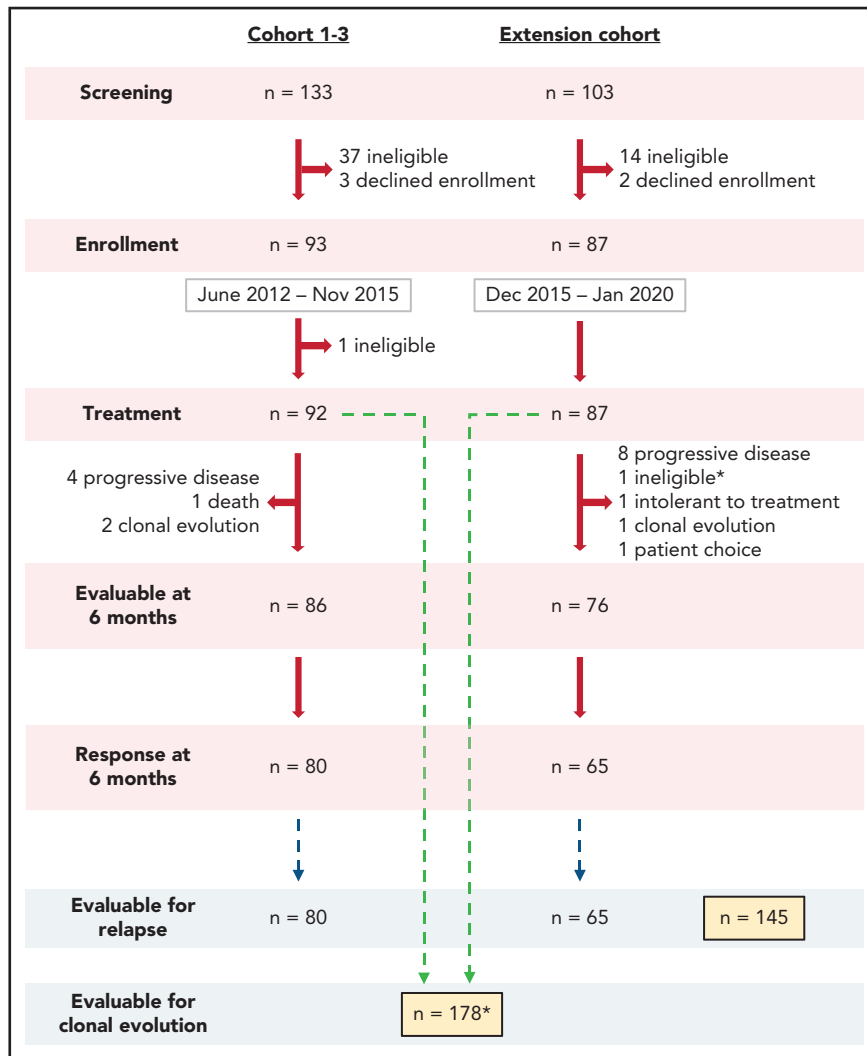 Cohort 1-3 Extension cohort
Screening n = 133 n = 103
37 ineligible 14 ineligible
3 declined enrollment 2 declined enrollment
Enrollment n = 93 n = 87
June 2012 – Nov 2015 Dec 2015 – Jan 2020
1 ineligible
Treatment n = 92 n = 87
4 progressive disease
1 death
2 clonal evolution
8 progressive disease
1 ineligible*
1 intolerant to treatment
1 clonal evolution
1 patient choice
Evaluable at
6 months
n = 86 n = 76
Response at
6 months
n = 80 n = 65
Evaluable for
relapse
n = 80 n = 65 n = 145
Evaluable for
clonal evolution
n = 178*